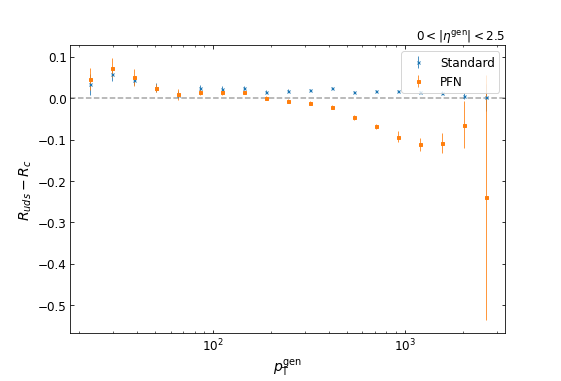 0 < |η^gen| < 2.5
Standard
PFN
0.1
0.0
−0.1
−0.2
−0.3
−0.4
−0.5
R_uds − R_c
10^2
10^3
p_T^gen